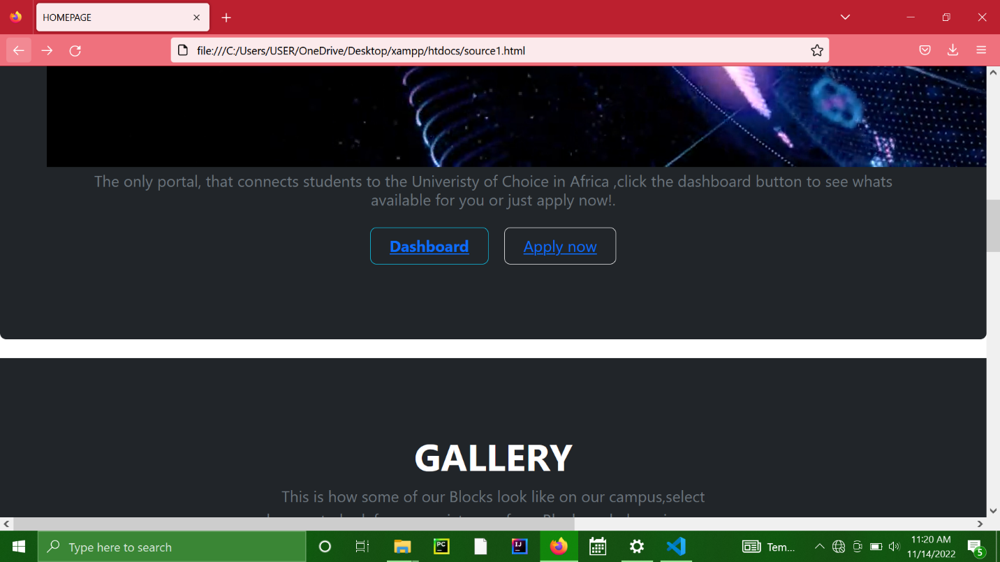 HOMEPAGE
file:///C:/Users/USER/OneDrive/Desktop/xampp/htdocs/source1.html
The only portal, that connects students to the Univeristy of Choice in Africa ,click the dashboard button to see whats
available for you or just apply now!.
Dashboard
Apply now
GALLERY
This is how some of our Blocks look like on our campus,select
Type here to search
PC
IJ
Tem...
11:20 AM
11/14/2022
5